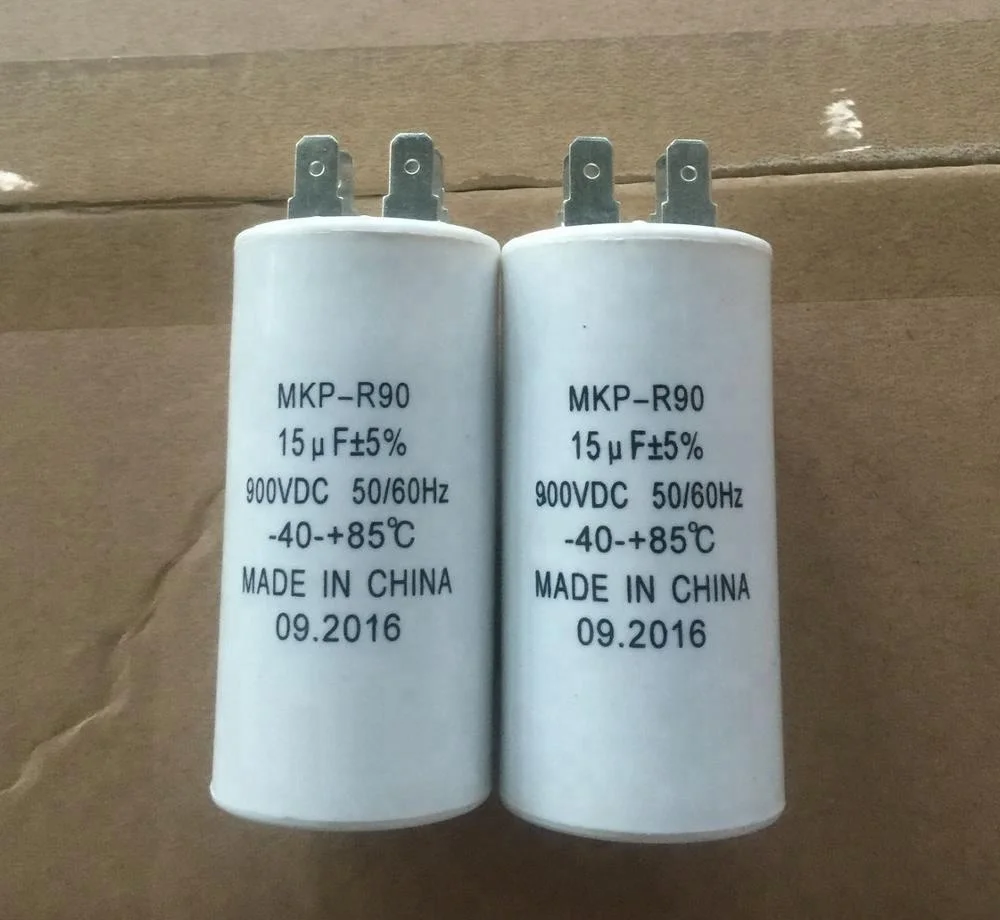 MKP-R90
15μF±5%
900VDC 50/60Hz
-40-+85℃
MADE IN CHINA
09.2016
MKP-R90
15μF±5%
900VDC 50/60Hz
-40-+85℃
MADE IN CHINA
09.2016